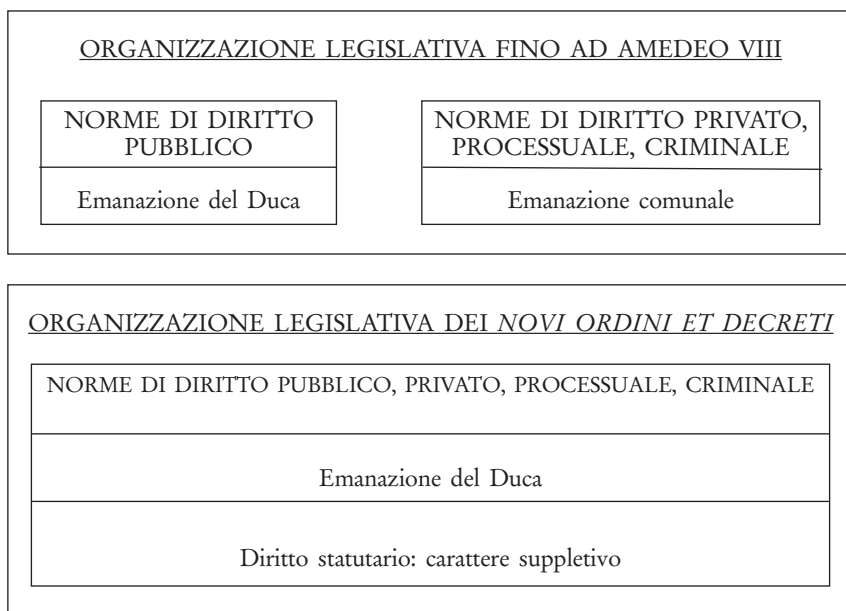 ORGANIZZAZIONE LEGISLATIVA FINO AD AMEDEO VIII
NORME DI DIRITTO
PUBBLICO
Emanazione del Duca
NORME DI DIRITTO PRIVATO,
PROCESSUALE, CRIMINALE
Emanazione comunale
ORGANIZZAZIONE LEGISLATIVA DEI NOVI ORDINI ET DECRETI
NORME DI DIRITTO PUBBLICO, PRIVATO, PROCESSUALE, CRIMINALE
Emanazione del Duca
Diritto statutario: carattere suppletivo